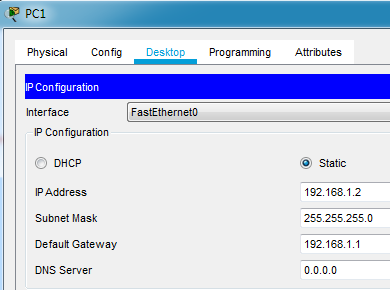 PC1
Physical Config Desktop Programming Attributes
IP Configuration
Interface FastEthernet0
IP Configuration
DHCP Static
IP Address 192.168.1.2
Subnet Mask 255.255.255.0
Default Gateway 192.168.1.1
DNS Server 0.0.0.0